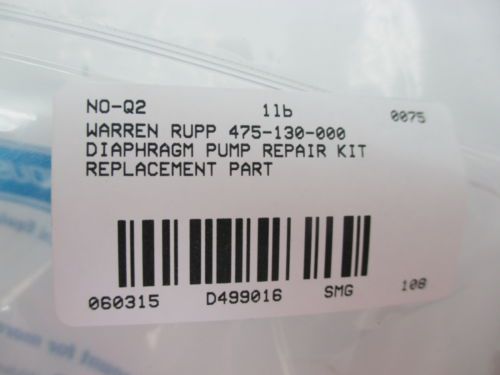 NO-Q2 1lb 0075
WARREN RUPP 475-130-000
DIAPHRAGM PUMP REPAIR KIT
REPLACEMENT PART
060315 D499016 SMG 108